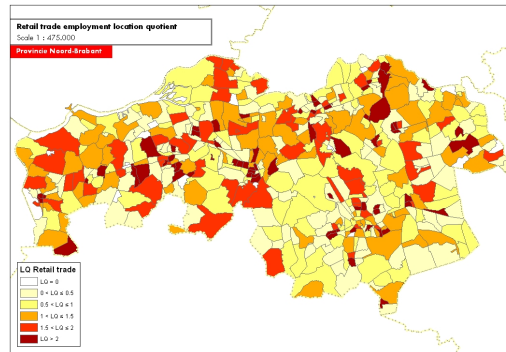 Retail trade employment location quotient
Scale 1 : 475.000
Provincie Noord-Brabant
LQ Retail trade
LQ = 0
0 < LQ ≤ 0.5
0.5 < LQ ≤ 1
1 < LQ ≤ 1.5
1.5 < LQ ≤ 2
LQ > 2